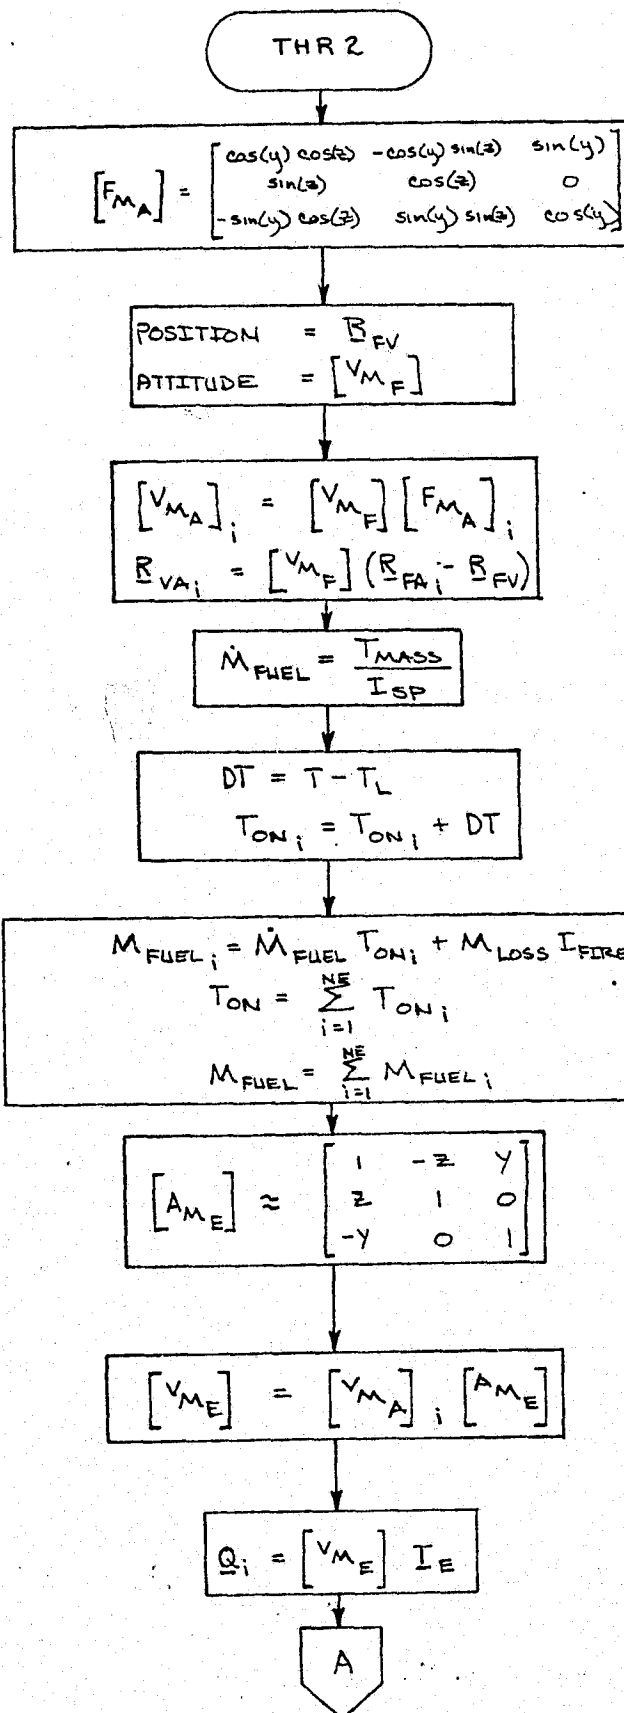 THR 2
[F M A] = [cos(y) cos(z) -cos(y) sin(z) sin(y)
sin(z) cos(z) 0
-sin(y) cos(z) sin(y) sin(z) cos(y)]
POSITION = R FV
ATTITUDE = [V M F]
[V M A] i = [V M F] [F M A] i
R VA i = [V M F] (R FA i - R FV)
Ṁ FUEL = T MASS / I SP
DT = T - T L
T ON i = T ON i + DT
M FUEL i = Ṁ FUEL T ON i + M LOSS I FIRE
T ON = Σ NE i=1 T ON i
M FUEL = Σ NE i=1 M FUEL i
[A M E] ≈ [1 -z y
z 1 0
-y 0 1]
[V M E] = [V M A] i [A M E]
Q i = [V M E] I E
A